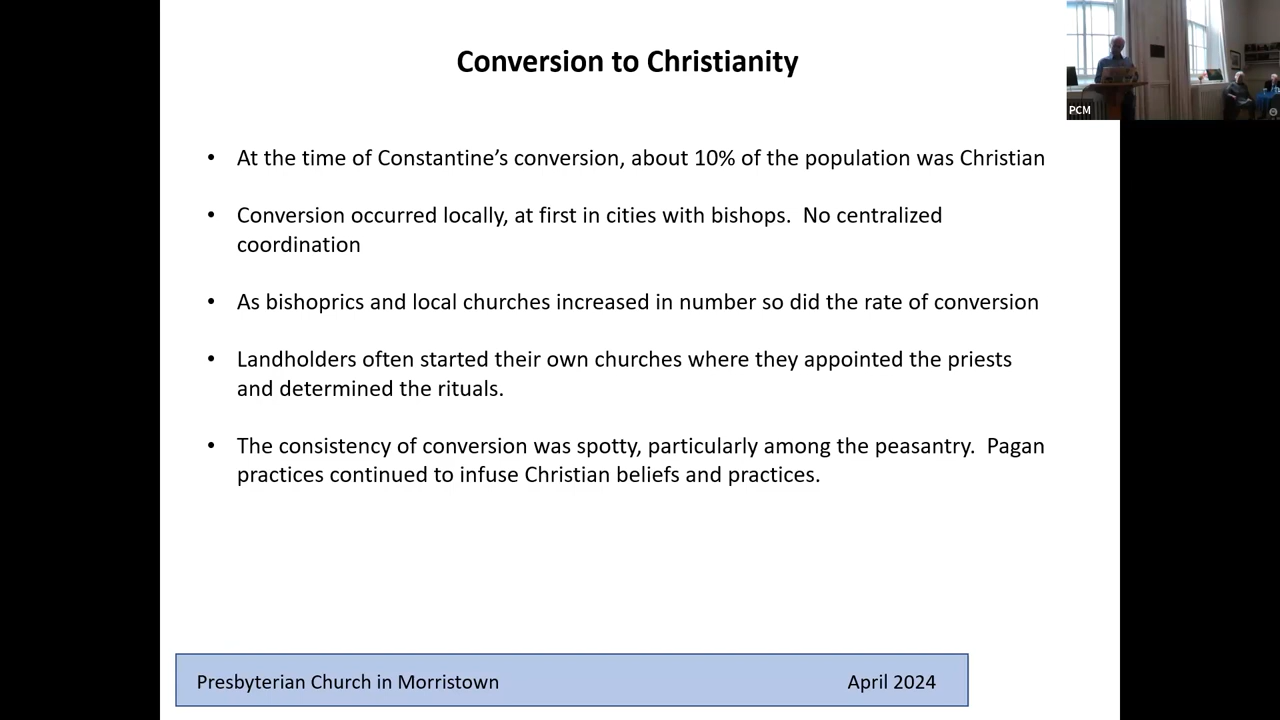 Conversion to Christianity
PCM
• At the time of Constantine’s conversion, about 10% of the population was Christian
• Conversion occurred locally, at first in cities with bishops.  No centralized
coordination
• As bishoprics and local churches increased in number so did the rate of conversion
• Landholders often started their own churches where they appointed the priests
and determined the rituals.
• The consistency of conversion was spotty, particularly among the peasantry.  Pagan
practices continued to infuse Christian beliefs and practices.
Presbyterian Church in Morristown April 2024